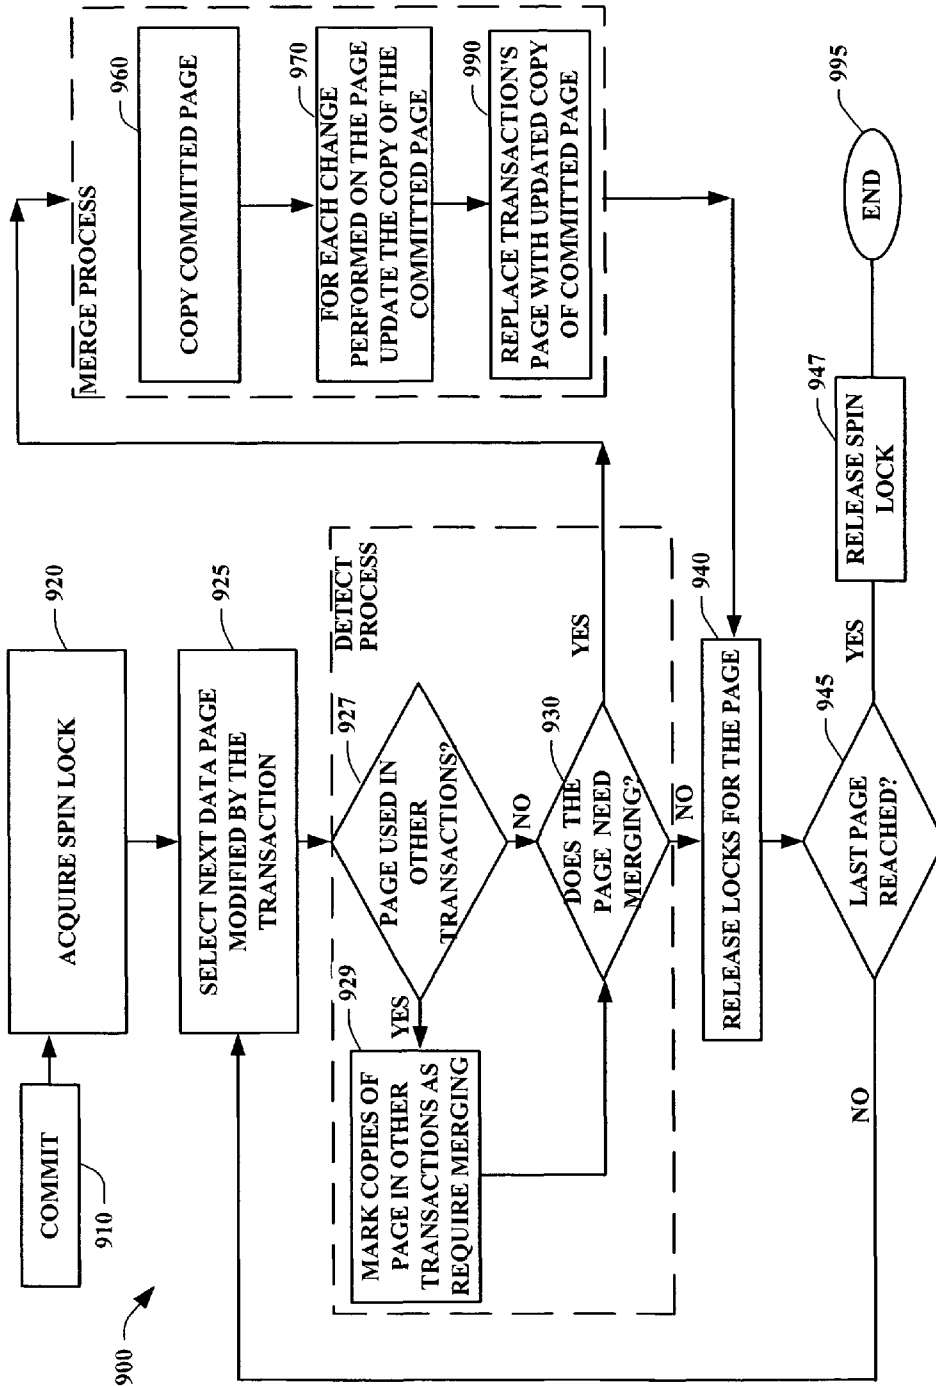 900
COMMIT
910
ACQUIRE SPIN LOCK
920
SELECT NEXT DATA PAGE
MODIFIED BY THE
TRANSACTION
925
DETECT
PROCESS
PAGE USED IN
OTHER
TRANSACTIONS?
927
YES
NO
MARK COPIES OF
PAGE IN OTHER
TRANSACTIONS AS
REQUIRE MERGING
929
DOES THE
PAGE NEED
MERGING?
930
YES
NO
MERGE PROCESS
COPY COMMITTED PAGE
960
FOR EACH CHANGE
PERFORMED ON THE PAGE
UPDATE THE COPY OF THE
COMMITTED PAGE
970
REPLACE TRANSACTION'S
PAGE WITH UPDATED COPY
OF COMMITTED PAGE
990
RELEASE LOCKS FOR THE PAGE
940
LAST PAGE
REACHED?
945
NO
YES
RELEASE SPIN
LOCK
947
END
995